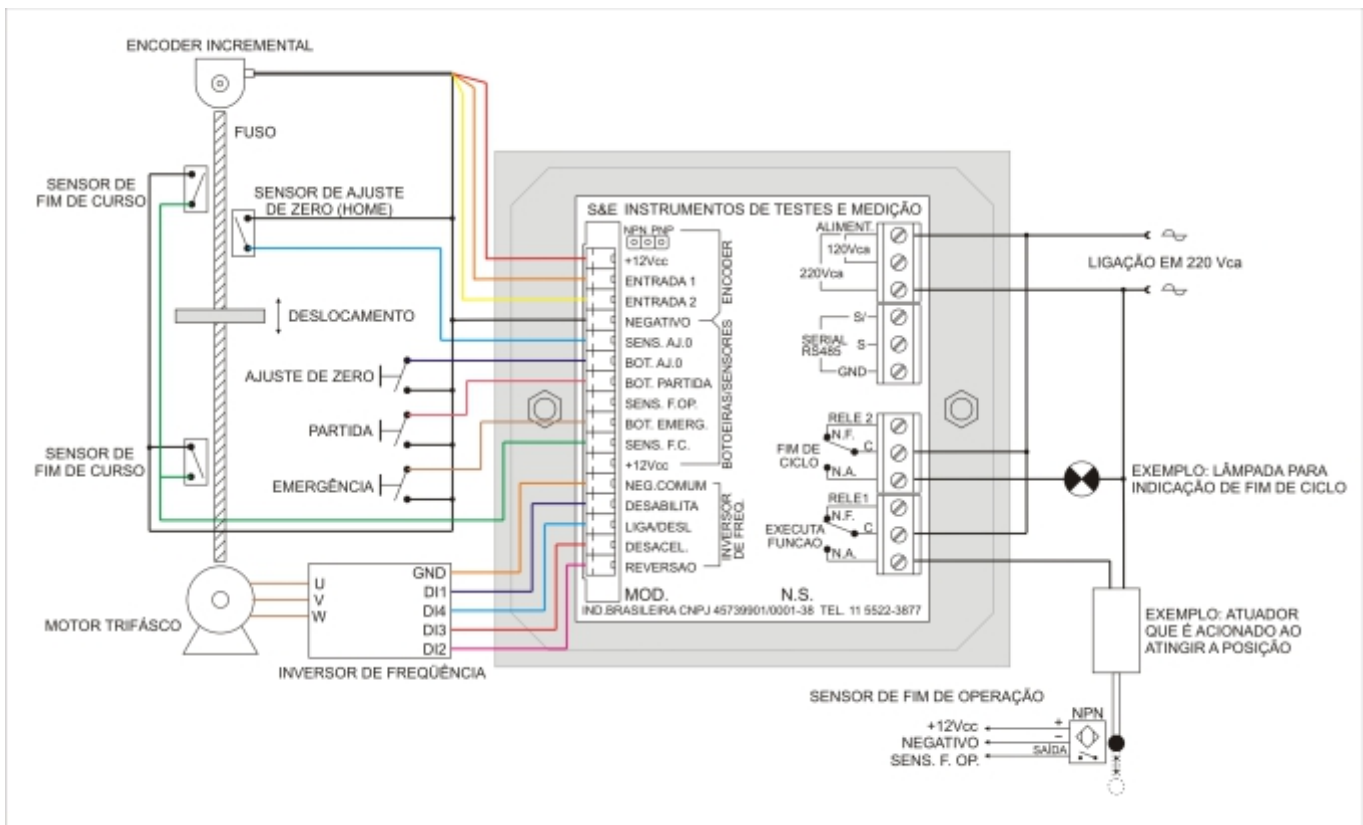 ENCODER INCREMENTAL
FUSO
SENSOR DE
FIM DE CURSO
SENSOR DE AJUSTE
DE ZERO (HOME)
DESLOCAMENTO
AJUSTE DE ZERO
PARTIDA
SENSOR DE
FIM DE CURSO
EMERGÊNCIA
MOTOR TRIFÁSCO
U
V
W
GND
DI1
DI4
DI3
DI2
INVERSOR DE FREQÜÊNCIA
S&E INSTRUMENTOS DE TESTES E MEDIÇÃO
NPN PNP
+12Vcc
ENTRADA 1
ENTRADA 2
NEGATIVO
SENS. AJ.0
BOT. AJ.0
BOT. PARTIDA
SENS. F.OP.
BOT. EMERG.
SENS. F.C.
+12Vcc
NEG.COMUM
DESABILITA
LIGA/DESL
DESACEL.
REVERSAO
ENCODER
BOTOEIRAS/SENSORES
INVERSOR
DE FREQ.
ALIMENT.
120Vca
220Vca
S/
SERIAL
RS485
S-
GND
RELE 2
N.F.
FIM DE
CICLO
C
N.A.
RELE1
N.F.
EXECUTA
FUNCAO
C
N.A.
MOD.
N.S.
IND.BRASILEIRA CNPJ 45739901/0001-38 TEL. 11 5522-3877
LIGAÇÃO EM 220 Vca
EXEMPLO: LÂMPADA PARA
INDICAÇÃO DE FIM DE CICLO
EXEMPLO: ATUADOR
QUE É ACIONADO AO
ATINGIR A POSIÇÃO
SENSOR DE FIM DE OPERAÇÃO
NPN
+12Vcc
+
NEGATIVO
–
SENS. F. OP.
SAÍDA